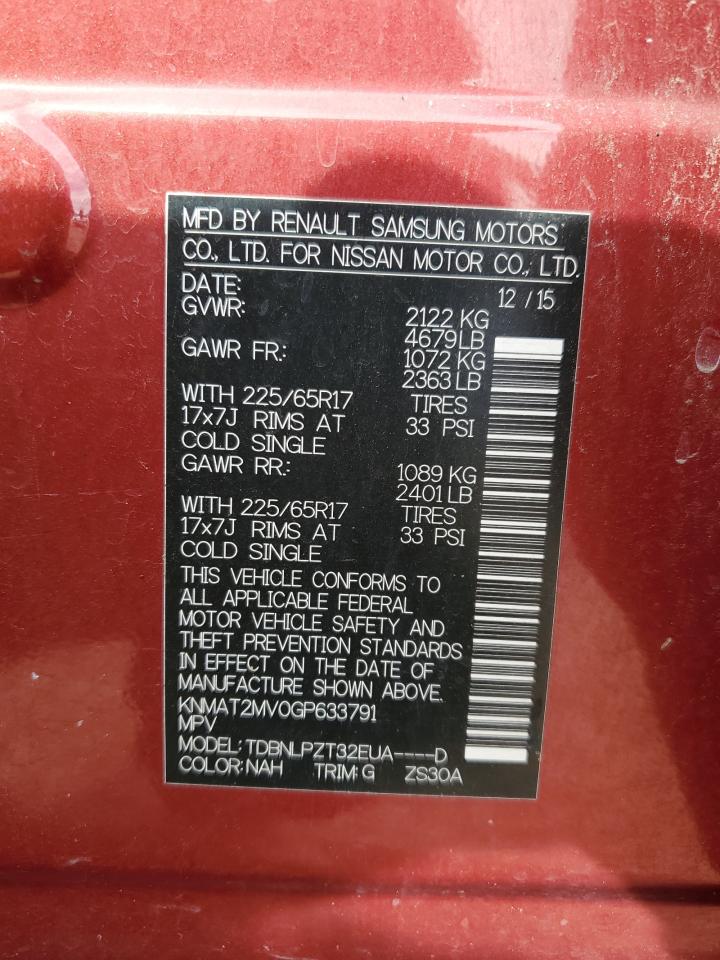 MFD BY RENAULT SAMSUNG MOTORS
CO., LTD. FOR NISSAN MOTOR CO., LTD.
DATE: 12 / 15
GVWR: 2122 KG
4679 LB
GAWR FR.: 1072 KG
2363 LB
WITH 225/65R17 TIRES
17x7J RIMS AT 33 PSI
COLD SINGLE
GAWR RR.: 1089 KG
2401 LB
WITH 225/65R17 TIRES
17x7J RIMS AT 33 PSI
COLD SINGLE
THIS VEHICLE CONFORMS TO
ALL APPLICABLE FEDERAL
MOTOR VEHICLE SAFETY AND
THEFT PREVENTION STANDARDS
IN EFFECT ON THE DATE OF
MANUFACTURE SHOWN ABOVE.
KNMAT2MV0GP633791
MPV
MODEL: TDBNLPZT32EUA----D
COLOR: NAH TRIM: G ZS30A